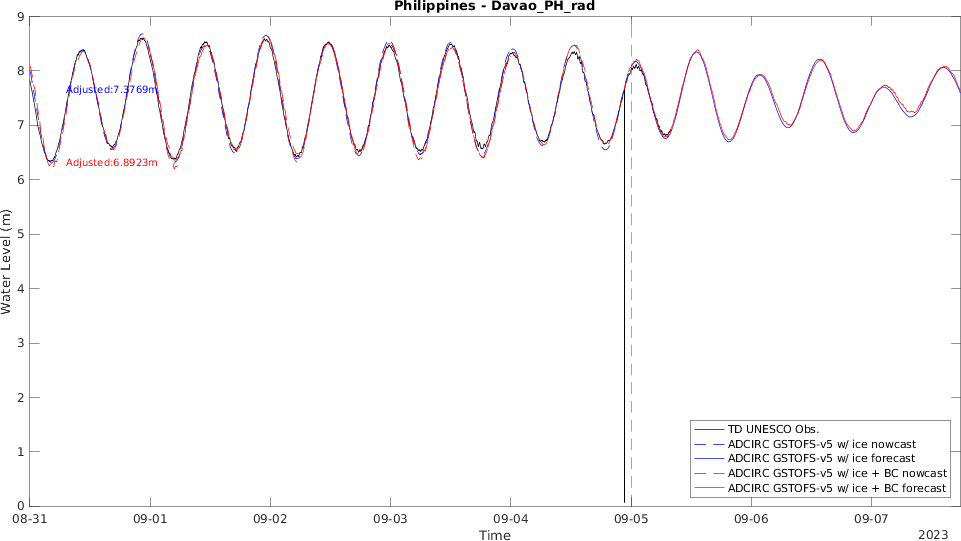 Philippines - Davao_PH_rad
9
8
7
6
5
4
3
2
1
0
Water Level (m)
Adjusted:7.3769m
Adjusted:6.8923m
TD UNESCO Obs.
ADCIRC GSTOFS-v5 w/ ice nowcast
ADCIRC GSTOFS-v5 w/ ice forecast
ADCIRC GSTOFS-v5 w/ ice + BC nowcast
ADCIRC GSTOFS-v5 w/ ice + BC forecast
08-31 09-01 09-02 09-03 09-04 09-05 09-06 09-07
Time
2023